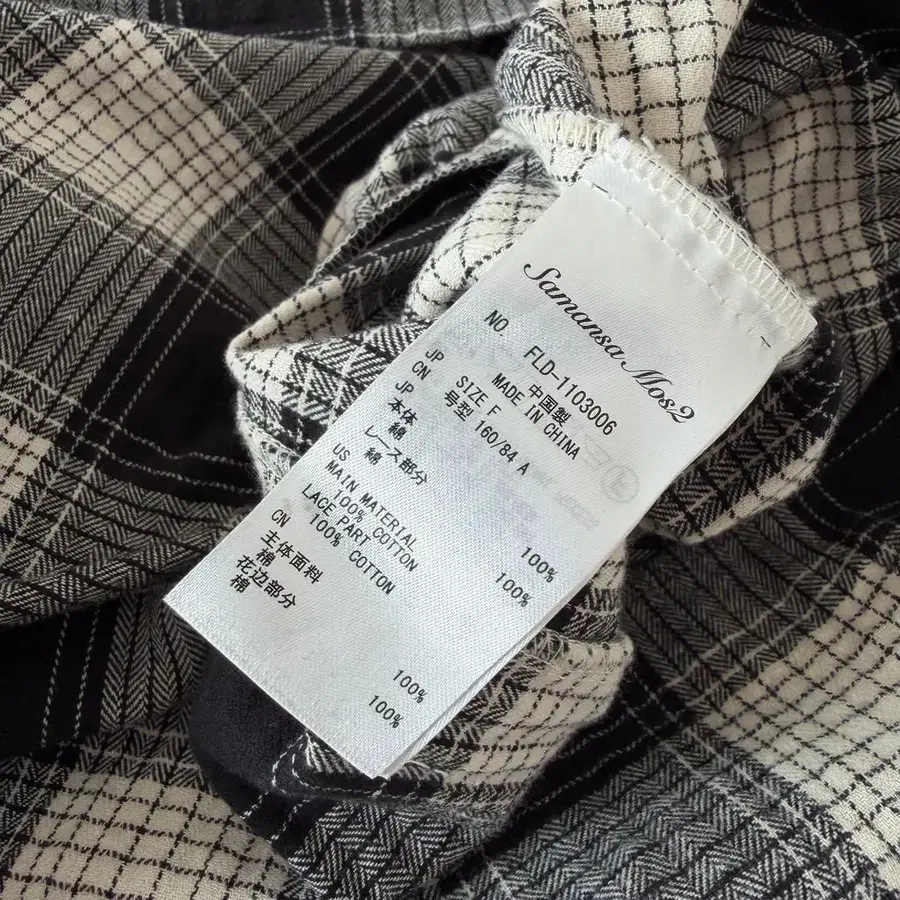 Samansa Mos2
NO FLD-1103006
中国製
MADE IN CHINA
JP SIZE F
CN 号型 160/84 A
JP
本体
綿 100%
レース部分
綿 100%
US
MAIN MATERIAL
100% COTTON
LACE PART
100% COTTON
CN
主体面料
棉 100%
花边部分
棉 100%